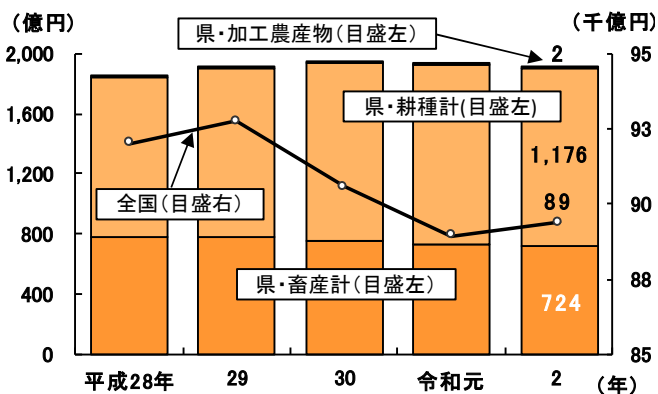 (億円)
(千億円)
県・加工農産物(目盛左)
2,000
1,600
1,200
800
400
0
95
93
90
88
85
2
県・耕種計(目盛左)
1,176
全国(目盛右)
89
県・畜産計(目盛左)
724
平成28年 29 30 令和元 2 (年)